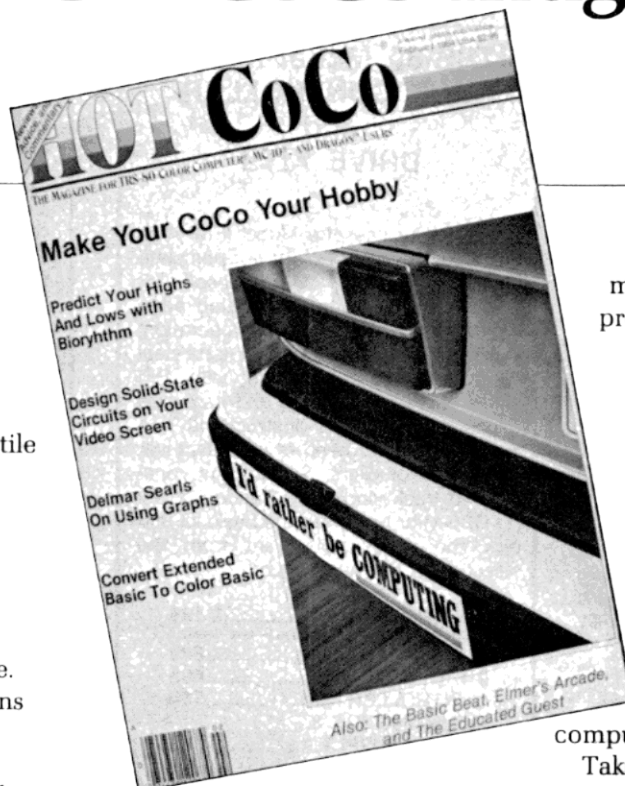 HOT CoCo
THE MAGAZINE FOR TRS-80 COLOR COMPUTER®, MC-10™, AND DRAGON™ USERS
Make Your CoCo Your Hobby
Predict Your Highs
And Lows with
Bioryhthm
Design Solid-State
Circuits on Your
Video Screen
Delmar Searls
On Using Graphs
Convert Extended
Basic To Color Basic
I'd rather be COMPUTING
Also: The Basic Beat, Elmer's Arcade,
and The Educated Guest
m
pr
tile
e.
ns
compu
Tak